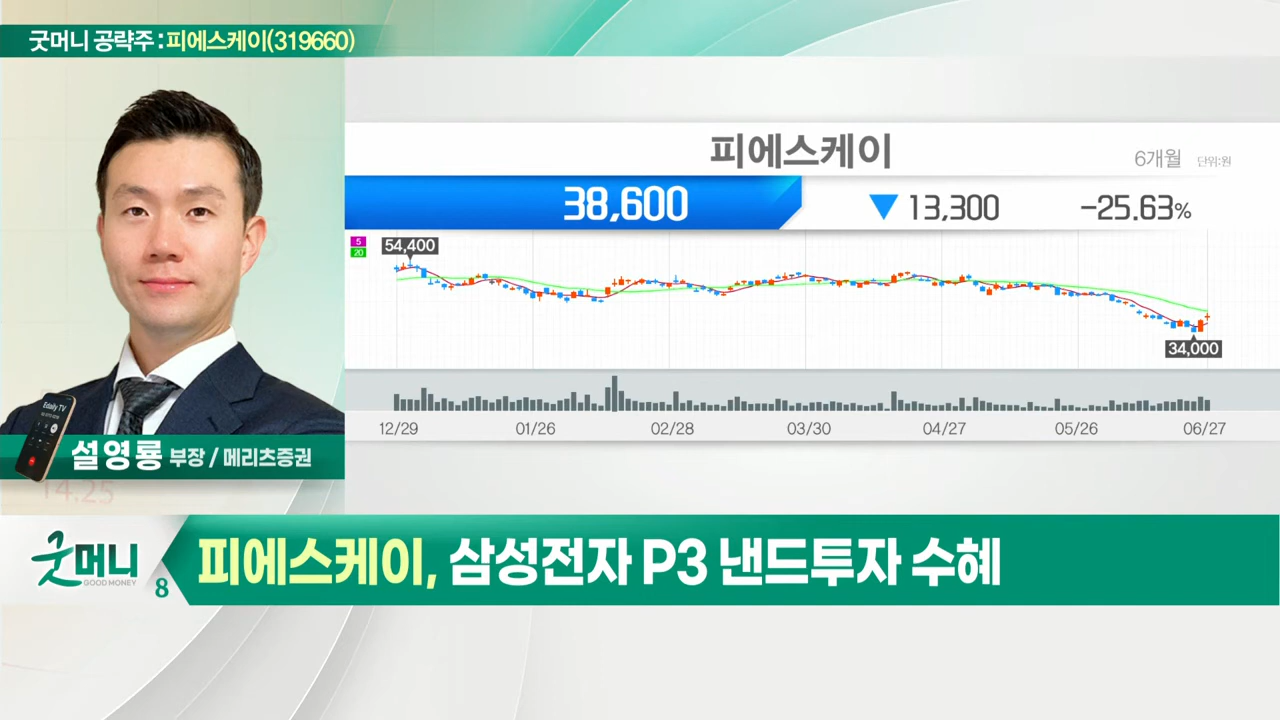 굿머니 공략주 : 피에스케이(319660)
피에스케이
6개월 단위:원
38,600 ▼ 13,300 -25.63%
5
20
54,400
34,000
12/29 01/26 02/28 03/30 04/27 05/26 06/27
Edaily TV
설영룡 부장 / 메리츠증권
14.25
굿머니
GOOD MONEY
8
피에스케이, 삼성전자 P3 낸드투자 수혜